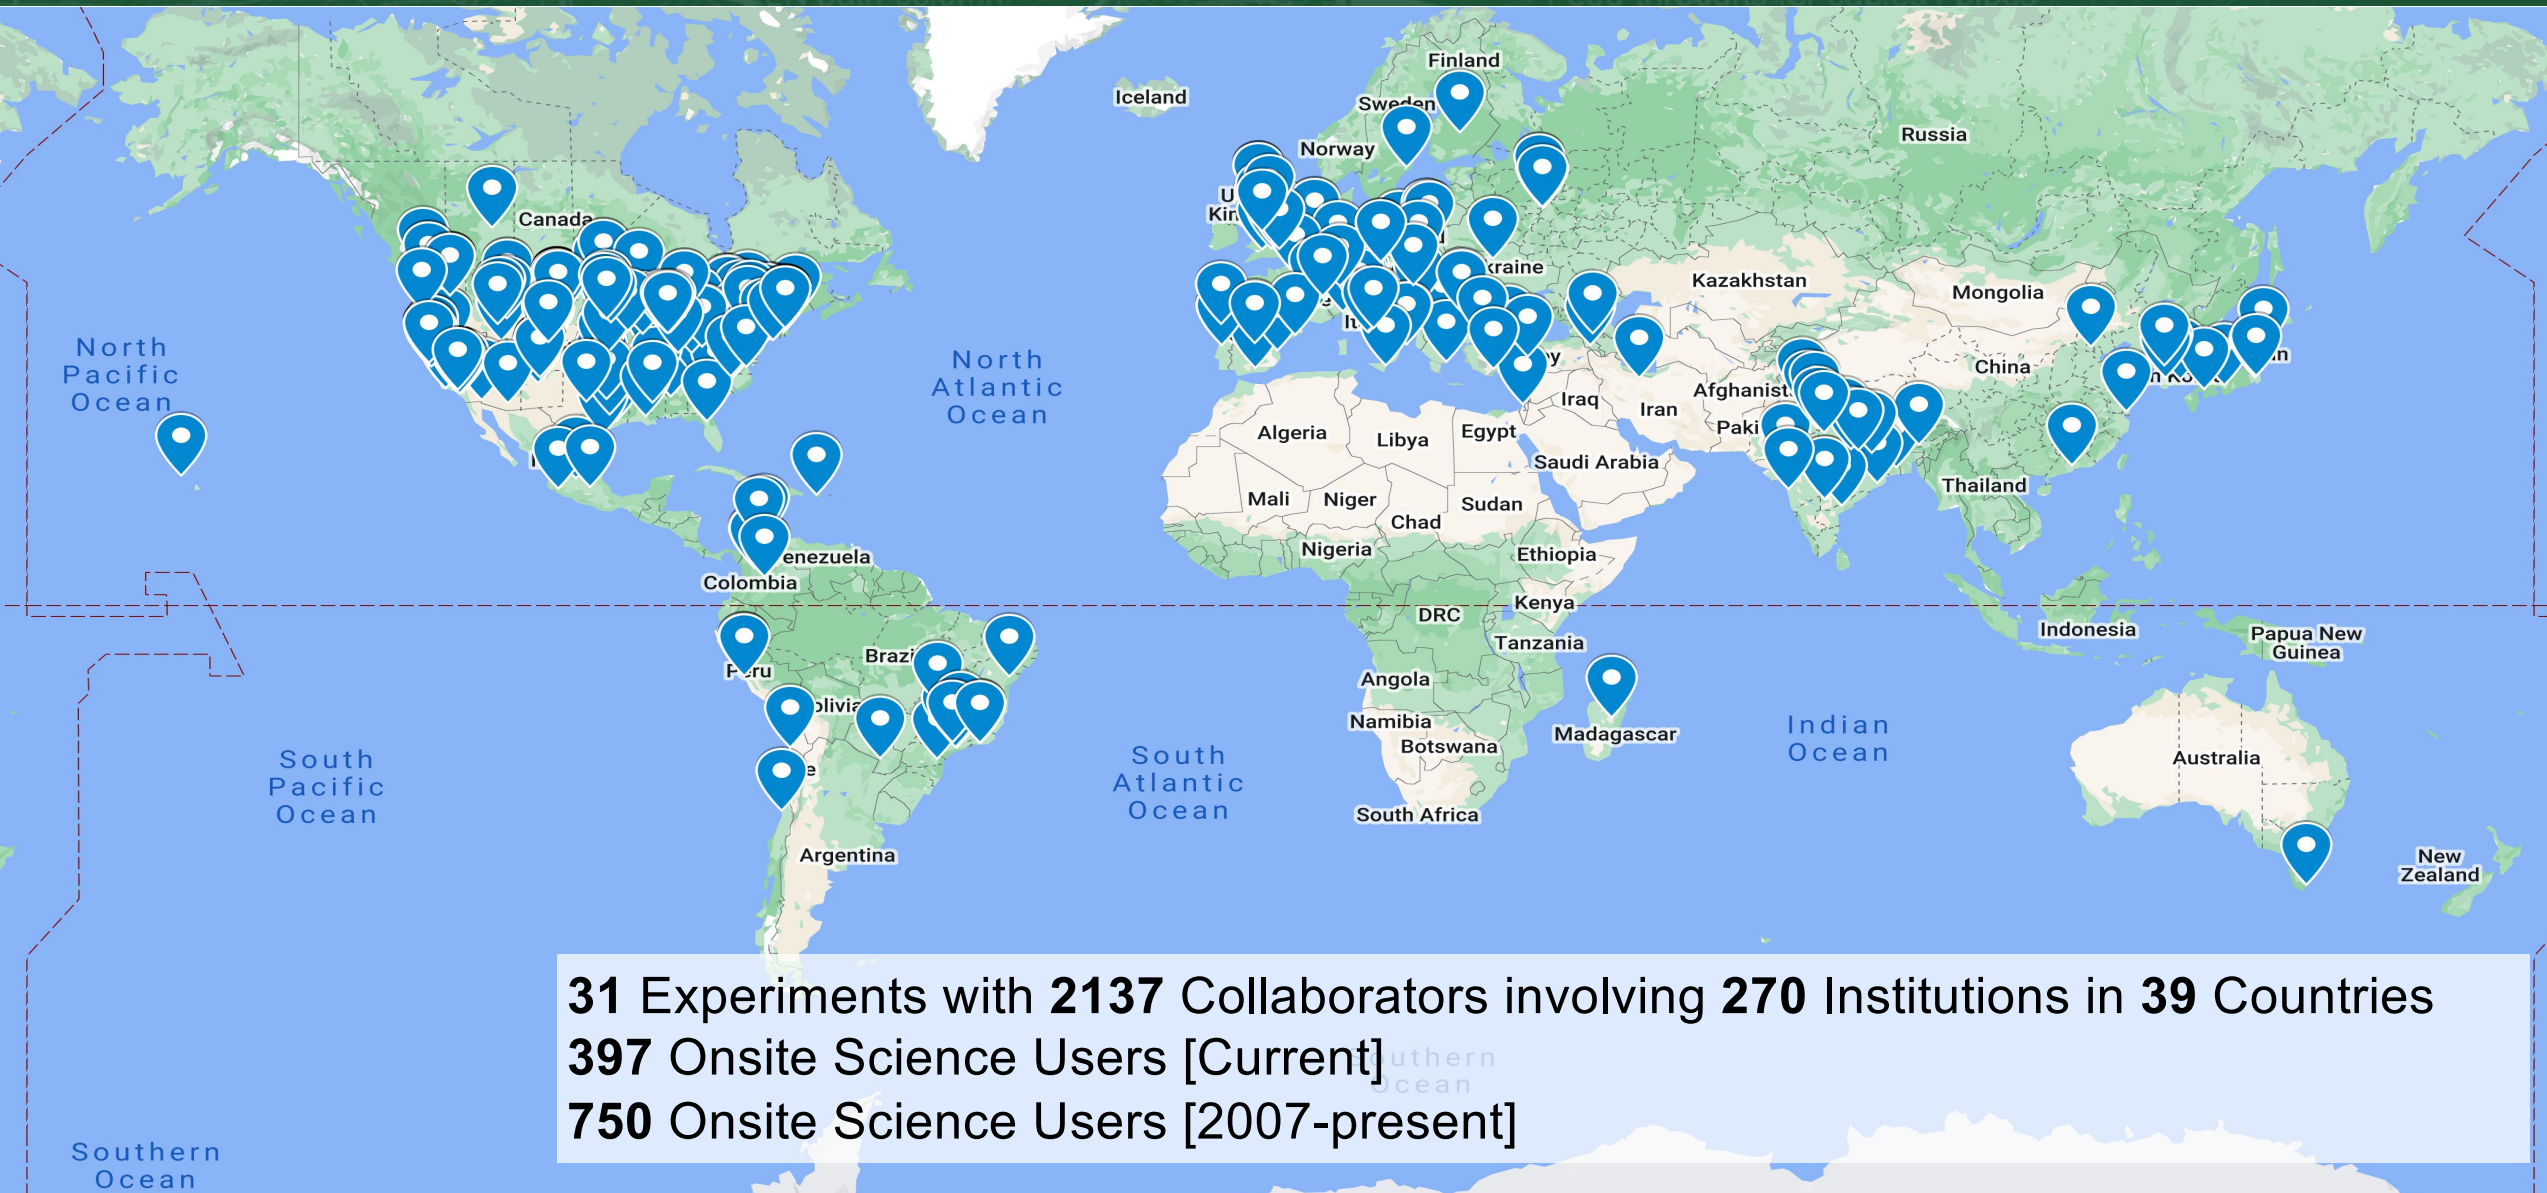 Finland
Iceland
Sweden
Russia
Norway
Canada
Kazakhstan
Mongolia
North
Pacific
Ocean
North
Atlantic
Ocean
China
Iraq
Iran
Algeria
Libya
Egypt
Saudi Arabia
Mali
Niger
Sudan
Thailand
Chad
Nigeria
Ethiopia
enezuela
Colombia
DRC
Kenya
Indonesia
Papua New
Guinea
Tanzania
Angola
Namibia
Botswana
Madagascar
Indian
Ocean
Australia
South
Pacific
Ocean
South
Atlantic
Ocean
South Africa
Argentina
New
Zealand
31 Experiments with 2137 Collaborators involving 270 Institutions in 39 Countries
397 Onsite Science Users [Current]
750 Onsite Science Users [2007-present]
Southern
Ocean